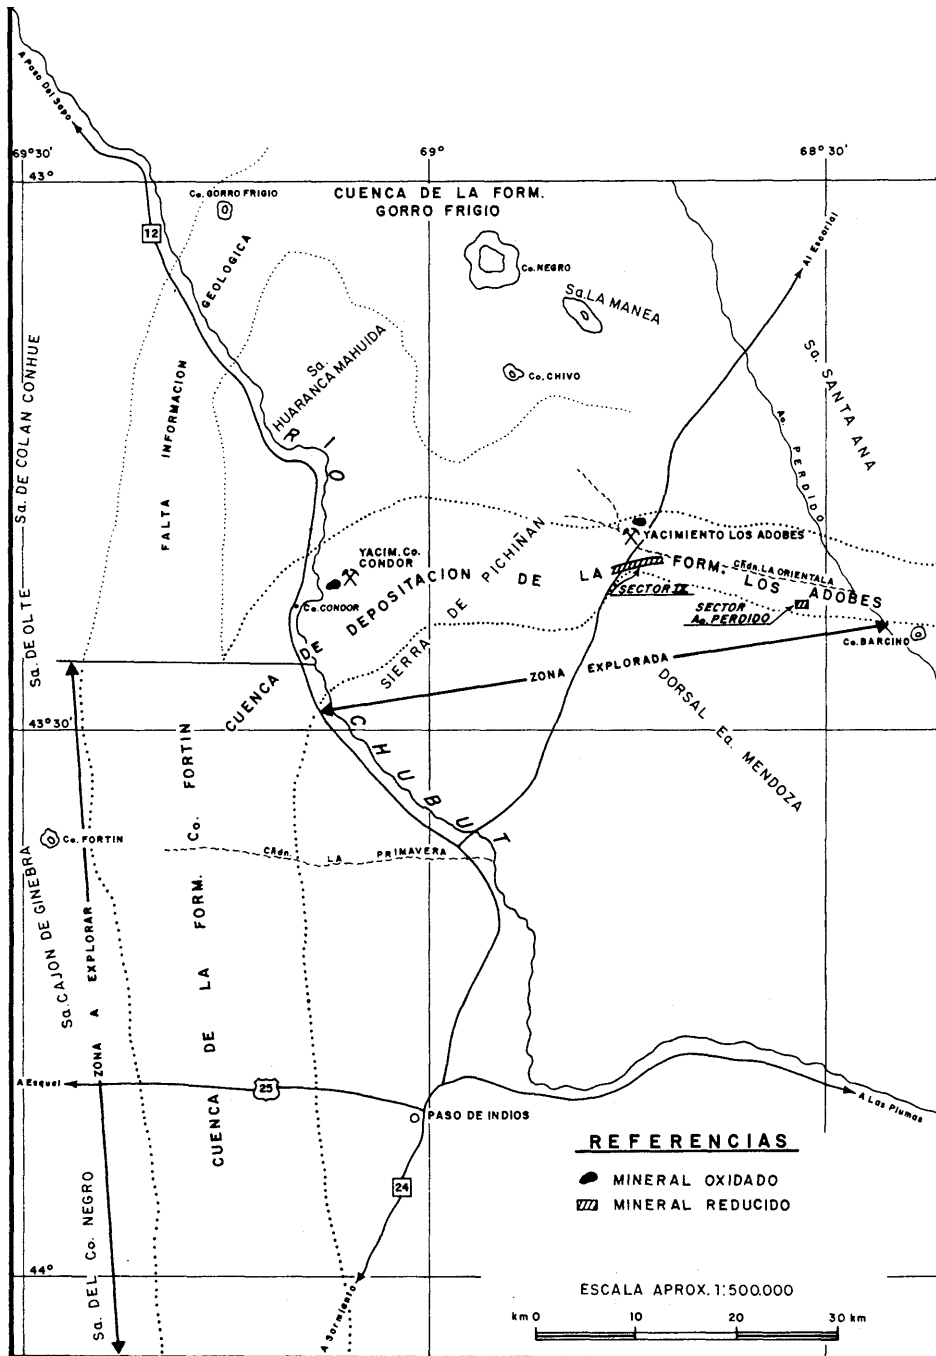 A Paso Del Sapo
69°30'
69°
68°30'
43°
Co. GORRO FRIGIO
CUENCA DE LA FORM.
GORRO FRIGIO
12
Co. NEGRO
Al Escorial
GEOLOGICA
FALTA INFORMACION
Sa. LA MANEA
Sa.
HUARANCA MAHUIDA
Co. CHIVO
Sa. SANTA ANA
Ao. PERDIDO
Sa. DE COLAN CONHUE
Sa. DE OLTE
RIO
CHUBUT
YACIMIENTO LOS ADOBES
YACIM. Co.
CONDOR
Co. CONDOR
CUENCA DE DEPOSITACION DE LA FORM. LOS ADOBES
SIERRA DE PICHIÑAN
CAdn. LA ORIENTALA
SECTOR IX
SECTOR
Ao. PERDIDO
Co. BARCINO
ZONA EXPLORADA
DORSAL Ea. MENDOZA
43°30'
Co. FORTIN
CAdn. LA PRIMAVERA
Sa. CAJON DE GINEBRA
ZONA A EXPLORAR
CUENCA DE LA FORM. Co. FORTIN
A Esquel
25
A Las Plumas
PASO DE INDIOS
24
Sa. DEL Co. NEGRO
44°
A Sarmiento
REFERENCIAS
MINERAL OXIDADO
MINERAL REDUCIDO
ESCALA APROX. 1:500.000
km 0 10 20 30 km